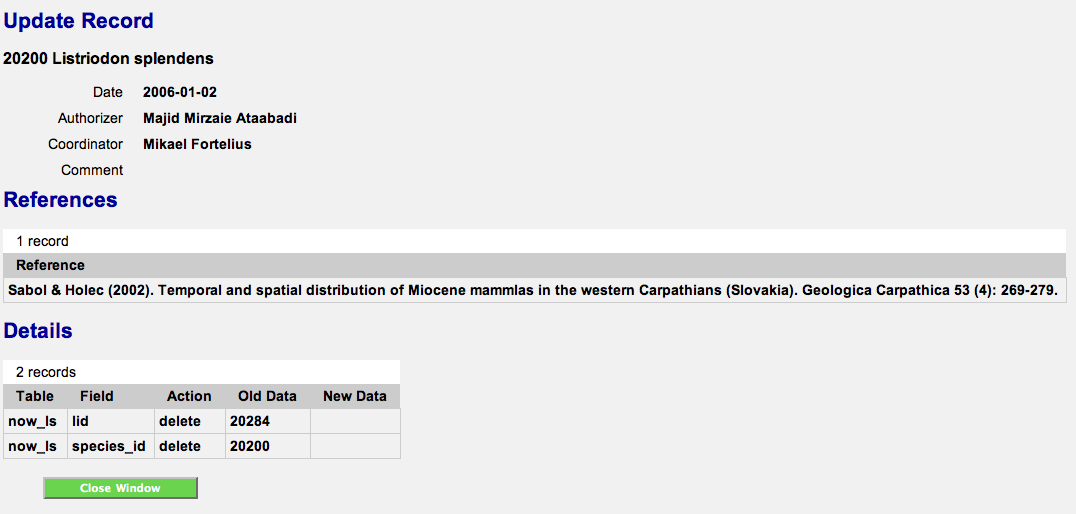 Update Record
20200 Listriodon splendens
Date 2006-01-02
Authorizer Majid Mirzaie Ataabadi
Coordinator Mikael Fortelius
Comment
References
1 record
Reference
Sabol & Holec (2002). Temporal and spatial distribution of Miocene mammlas in the western Carpathians (Slovakia). Geologica Carpathica 53 (4): 269-279.
Details
2 records
Table Field Action Old Data New Data
now_ls lid delete 20284
now_ls species_id delete 20200
Close Window